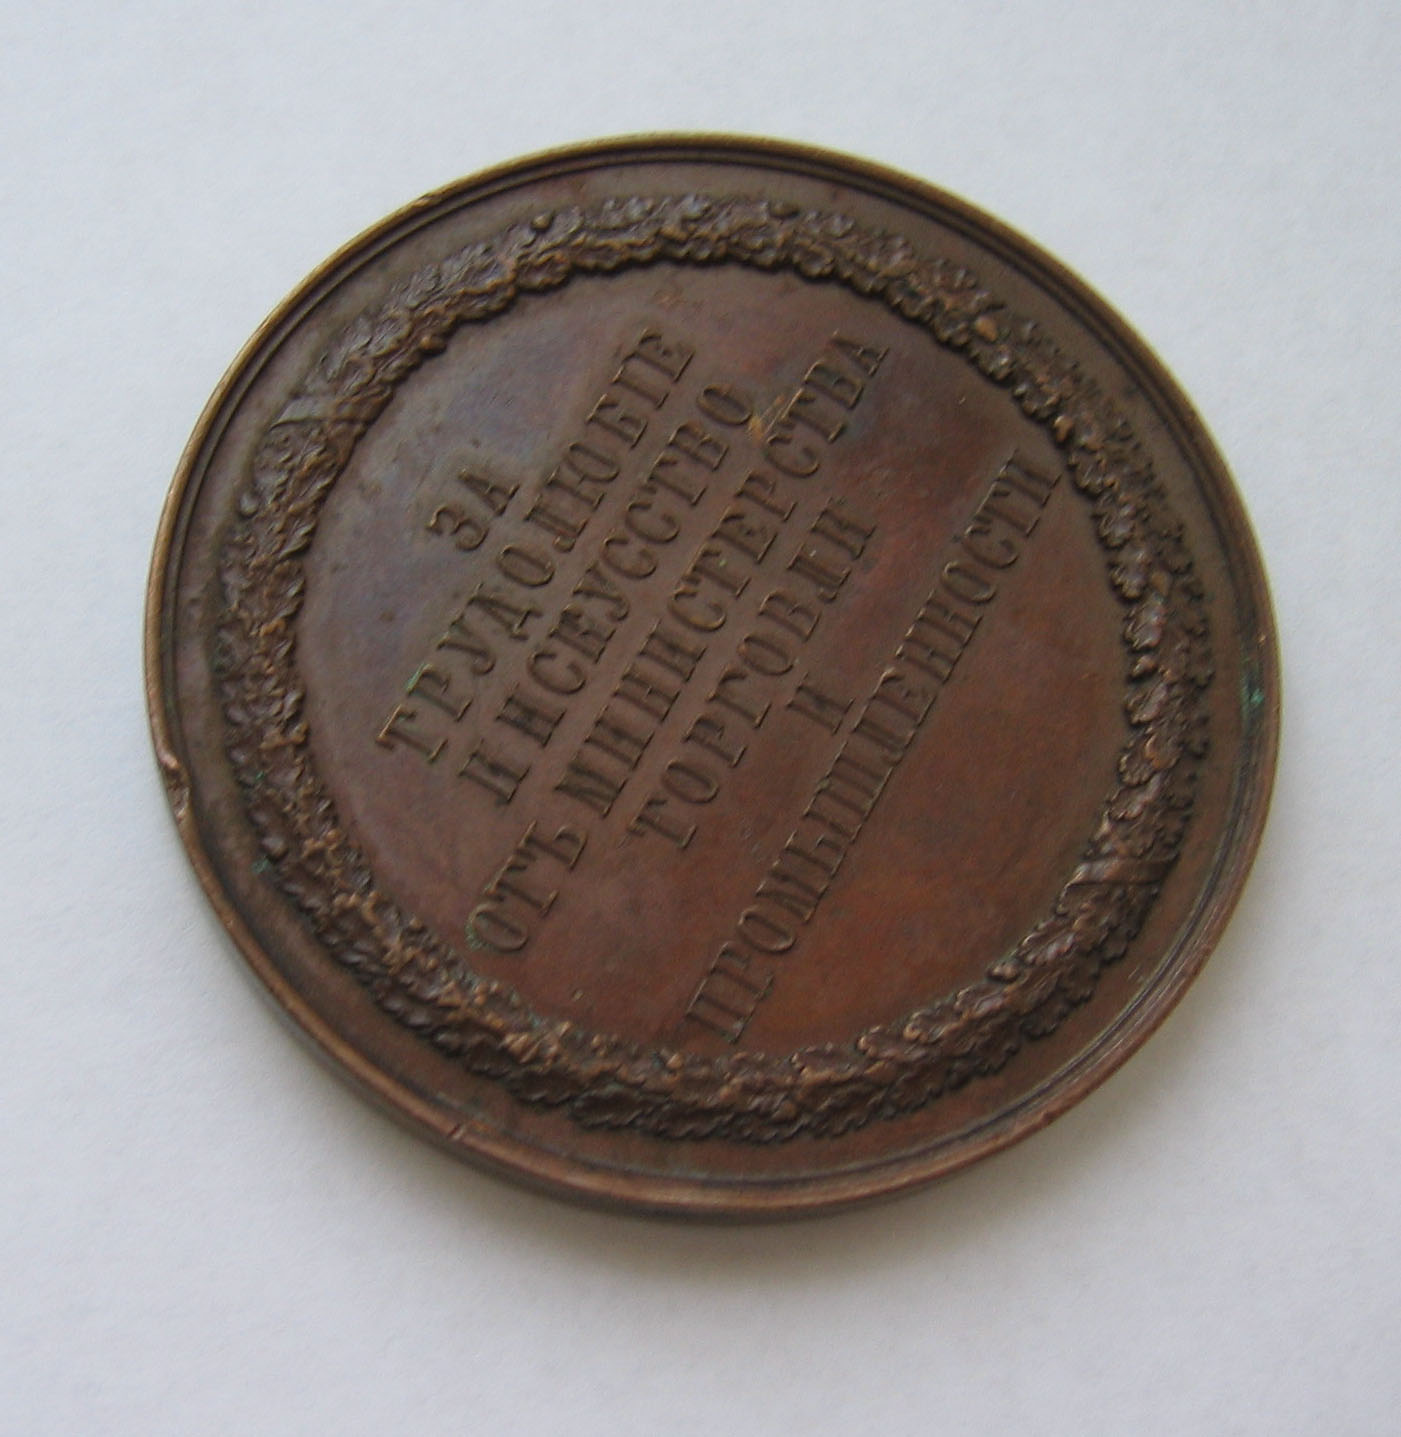 ЗА
ТРУДОЛЮБІЕ
И ИСКУССТВО
ОТЪ МИНИСТЕРСТВА
ТОРГОВЛИ
И
ПРОМЫШЛЕННОСТИ